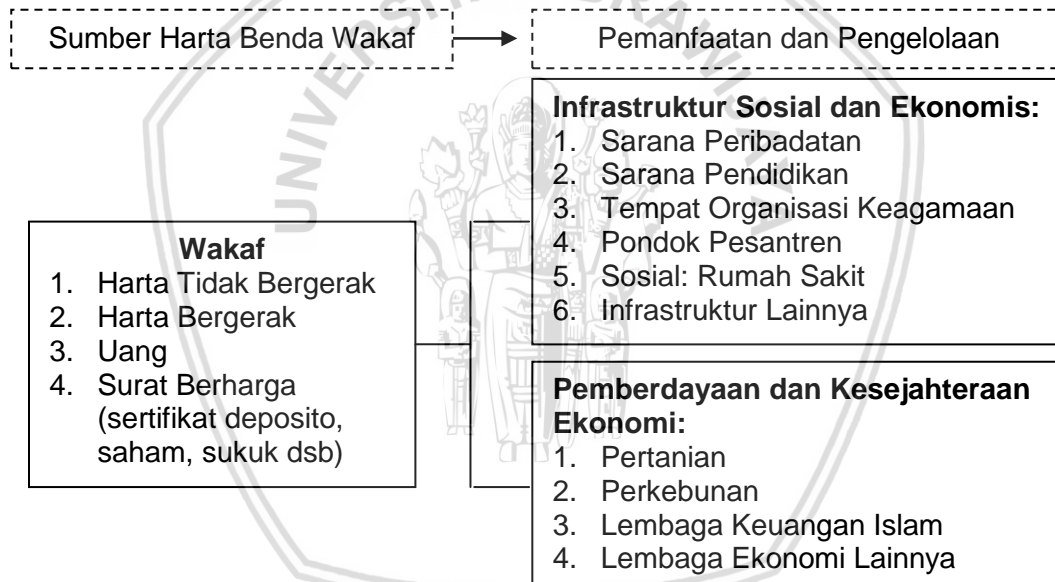 UNIVERSITAS BRAWIJAYA
Sumber Harta Benda Wakaf
Pemanfaatan dan Pengelolaan
Wakaf
1. Harta Tidak Bergerak
2. Harta Bergerak
3. Uang
4. Surat Berharga
(sertifikat deposito,
saham, sukuk dsb)
Infrastruktur Sosial dan Ekonomis:
1. Sarana Peribadatan
2. Sarana Pendidikan
3. Tempat Organisasi Keagamaan
4. Pondok Pesantren
5. Sosial: Rumah Sakit
6. Infrastruktur Lainnya
Pemberdayaan dan Kesejahteraan
Ekonomi:
1. Pertanian
2. Perkebunan
3. Lembaga Keuangan Islam
4. Lembaga Ekonomi Lainnya